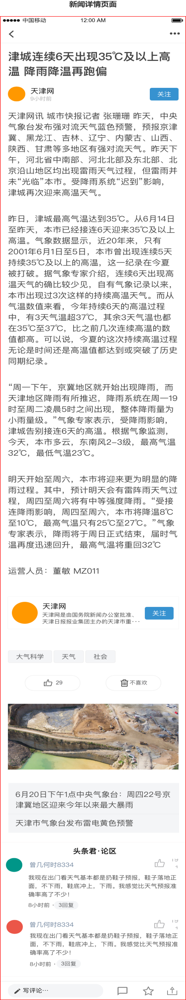 新闻详情页面
中国移动 12:00 AM
津城连续6天出现35℃及以上高
温 降雨降温再跑偏
天津网
9小时前
关注
天津网讯 城市快报记者 张珊珊 昨天，中央
气象台发布强对流天气蓝色预警，预报京津
冀、黑龙江、吉林、辽宁、内蒙古、山西、
陕西、甘肃等多地区有强对流天气。昨天下
午，河北省中南部、河北北部及东北部、北
京沿山地区均出现雷雨天气过程，但雷雨并
未“光临”本市。受降雨系统“迟到”影响，
津城再次迎来高温天气。
昨日，津城最高气温达到35℃。从6月14日
至昨天，本市已经接连6天迎来35℃及以上
高温。气象数据显示，近20年来，只有
2001年6月1日至5日，本市曾出现连续5天
持续35℃及以上的高温，这一纪录在今夏
被打破。据气象专家介绍，连续6天出现高
温天气的确比较少见，自有气象记录以来，
本市出现过3次这样的持续高温天气。而从
气温数值来看，今年持续6天的高温过程
中，有3天气温超37℃，其余3天气温也都
在35℃至37℃，比之前几次连续高温的数
值都高。可以说，今夏的这次持续高温过程
无论是时间还是高温值都达到或突破了历史
同期纪录。
“周一下午，京冀地区就开始出现降雨，而
天津地区降雨有所推迟，降雨系统在周一19
时至周二凌晨5时之间出现，整体降雨量为
小雨量级。”气象专家表示，受降雨影响，
津城告别接连6天的高温。根据气象监测，
今天，本市多云，东南风2-3级，最高气温
32℃，最低气温23℃。
明天开始至周六，本市将迎来更为明显的降
雨过程。其中，预计明天会有雷阵雨天气过
程，周四至周六将有中等强度降雨。“受接
连降雨影响，周四至周六，本市将降温8℃
至10℃，最高气温只有25℃至27℃。”气象
专家表示，降雨将于周日正式结束，届时气
温再度迅速回升，最高气温将重回32℃
运营人员：董敏 MZ011
天津网
天津网是由国务院新闻办公室批准、
天津日报报业集团主办的天津市重···
关注
大气科学 天气 社会
29 不喜欢
6月20日下午1点中央气象台：周四22号京
津冀地区迎来今年以来最大暴雨
天津市气象台发布雷电黄色预警
头条君·论区
曾几何时8334
我现在出门看天气基本都是扔鞋子预报，鞋子落地正
面，不下雨，鞋底冲上，下雨。我感觉比天气预报准
确率高了不少！
8小时前 · 3回复
曾几何时8334
我现在出门看天气基本都是扔鞋子预报，鞋子落地正
面，不下雨，鞋底冲上，下雨。我感觉比天气预报准
确率高了不少！
8小时前 · 3回复
写评论···